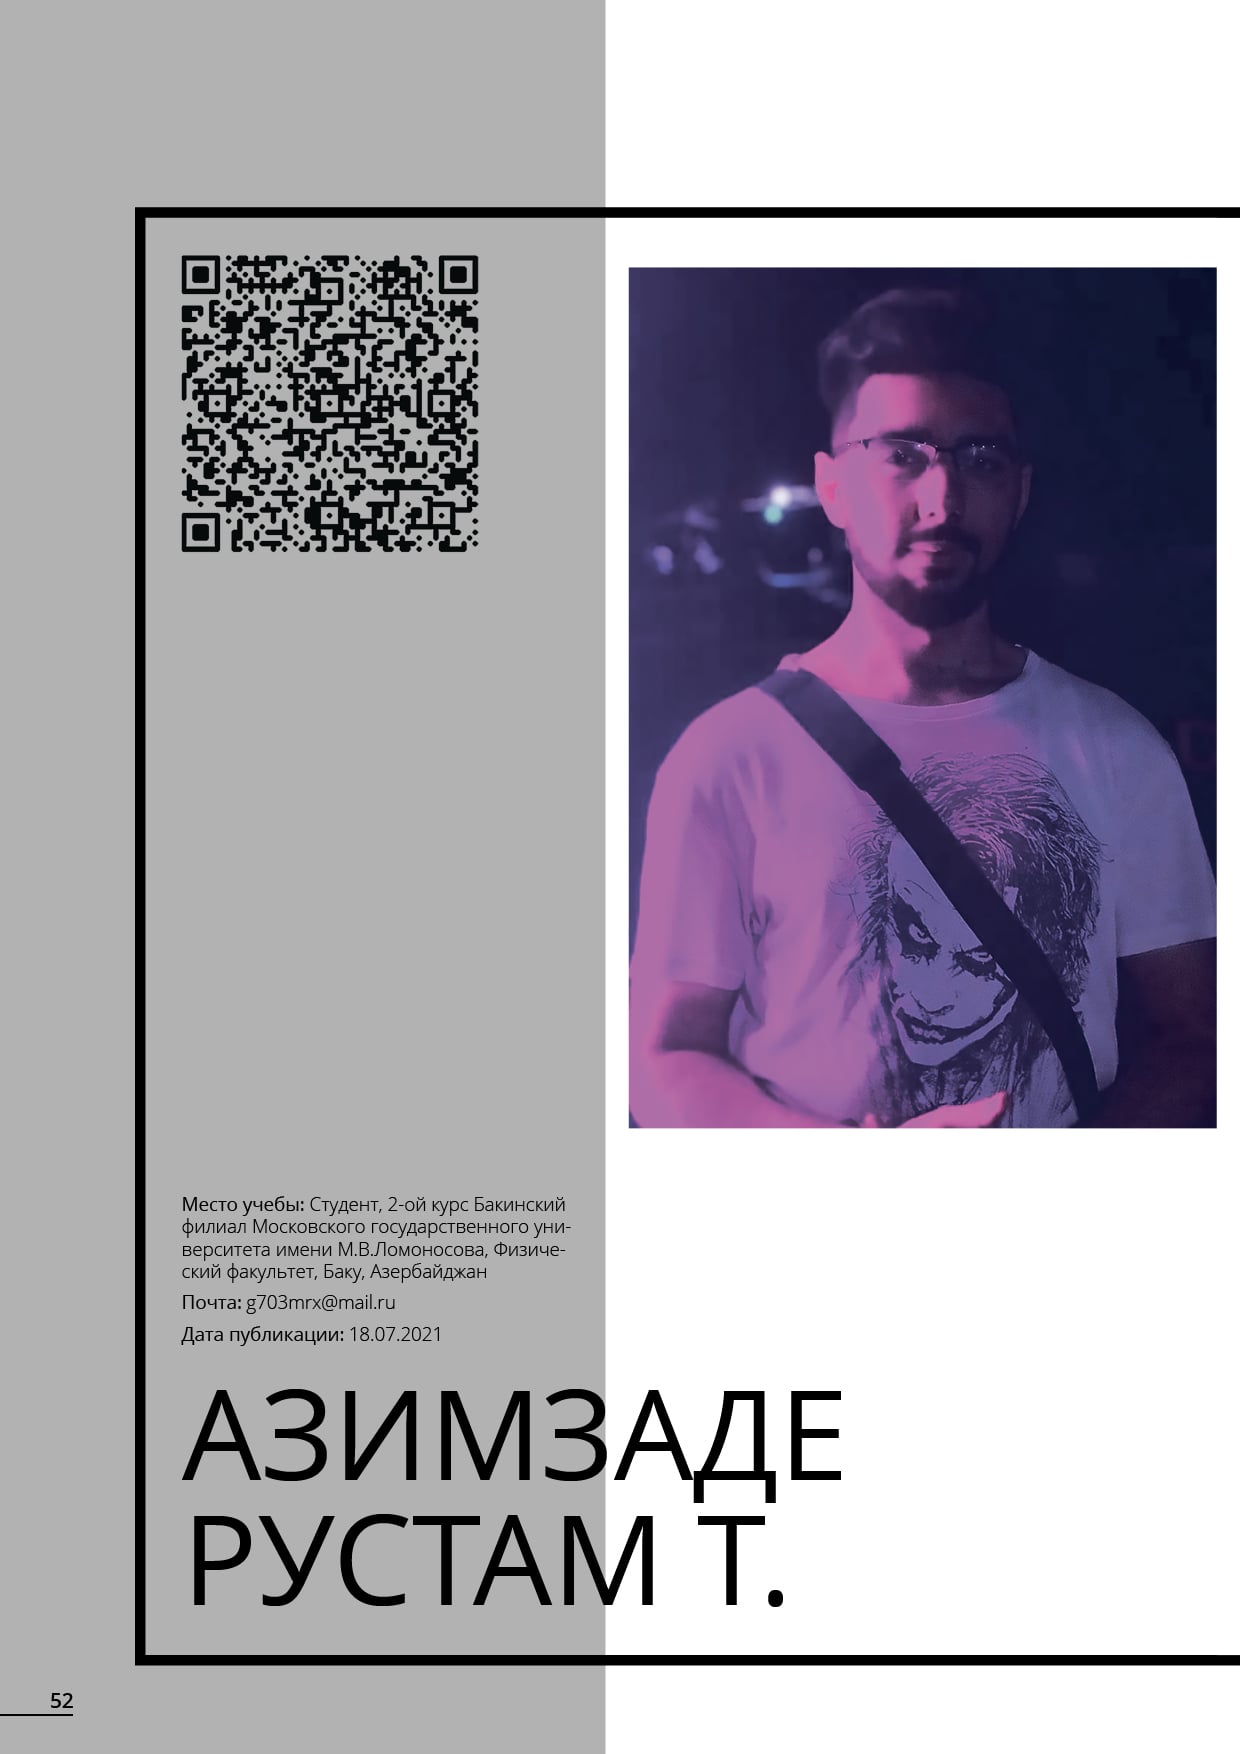 Место учебы: Студент, 2-ой курс Бакинский
филиал Московского государственного уни-
верситета имени М.В.Ломоносова, Физиче-
ский факультет, Баку, Азербайджан
Почта: g703mrx@mail.ru
Дата публикации: 18.07.2021
АЗИМЗАДЕ
РУСТАМ Т.
52